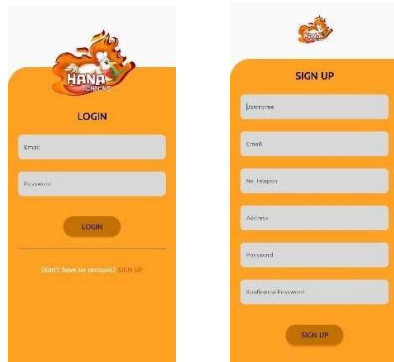 HANA
CHICKS
LOGIN
Email
Password
LOGIN
Didn't have an account? SIGN UP
SIGN UP
Username
Email
No Telepon
Address
Password
Konfirmasi Password
SIGN UP